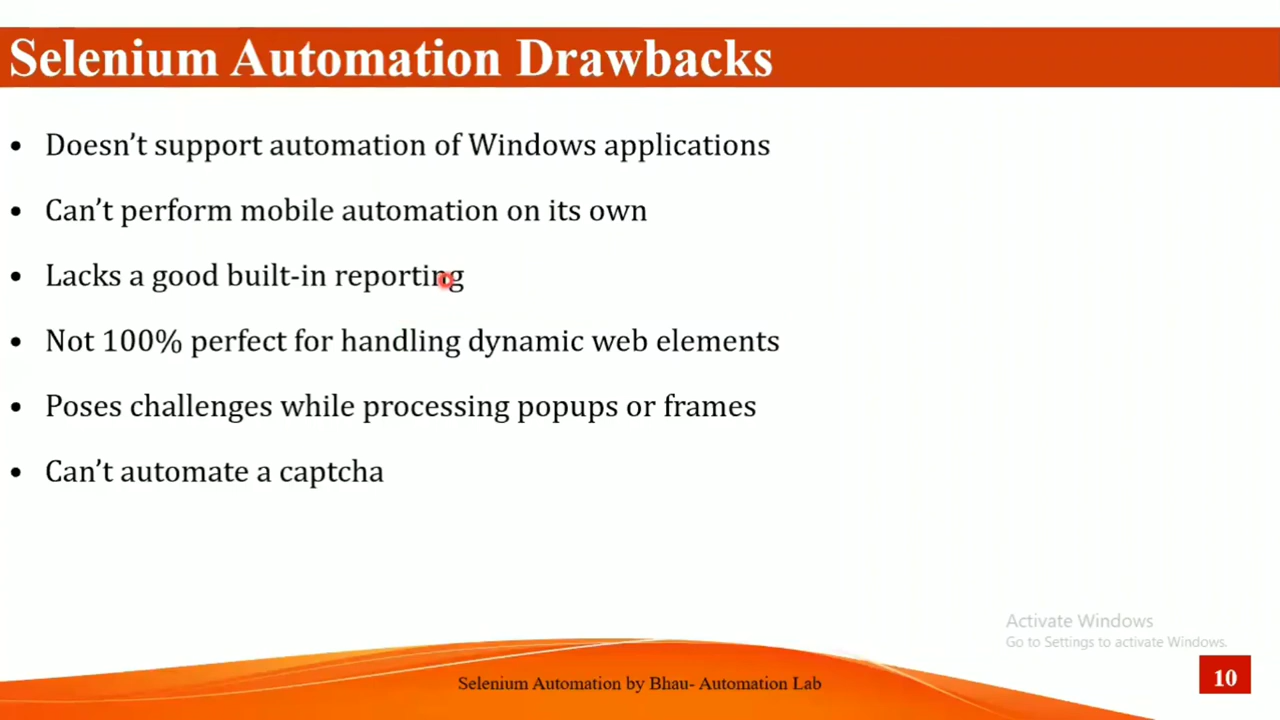 Selenium Automation Drawbacks
• Doesn’t support automation of Windows applications
• Can’t perform mobile automation on its own
• Lacks a good built-in reporting
• Not 100% perfect for handling dynamic web elements
• Poses challenges while processing popups or frames
• Can’t automate a captcha
Activate Windows
Go to Settings to activate Windows.
Selenium Automation by Bhau- Automation Lab
10